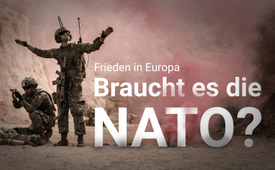 Frieden in Europa
Braucht es die
NATO?